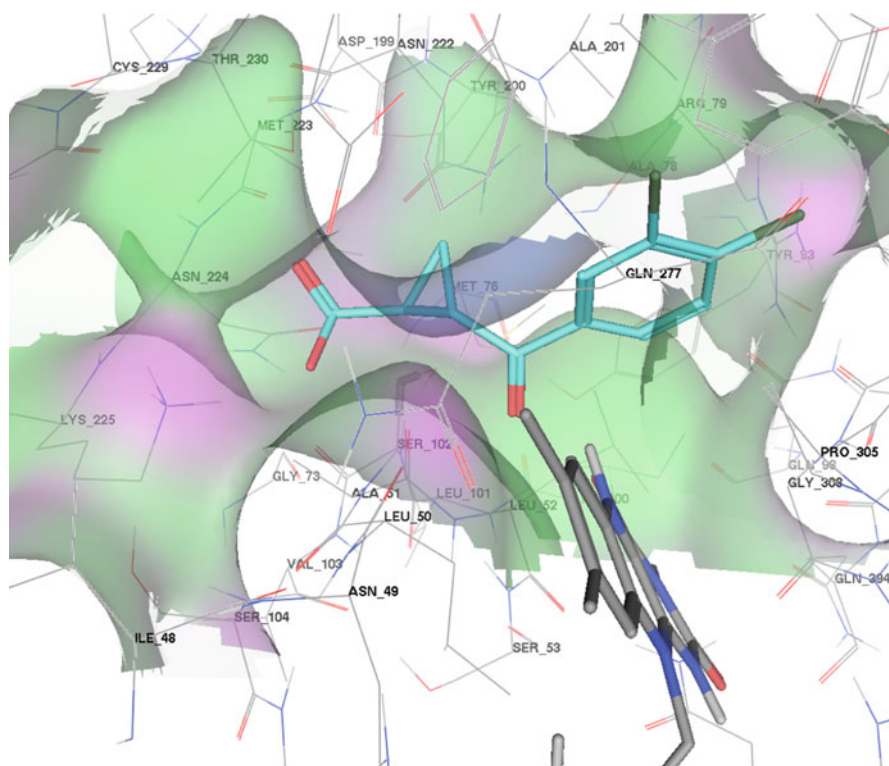 ASP_199
ASN_222
ALA_201
CYS_229
THR_230
TYR_200
ARG_79
MET_223
ALA_78
TYR_93
ASN_224
MET_76
GLN_277
LYS_225
SER_102
PRO_305
GLY_73
GLN_98
ALA_51
LEU_101
GLY_308
LEU_50
LEU_52
VAL_103
ASN_49
GLN_394
SER_104
ILE_48
SER_53